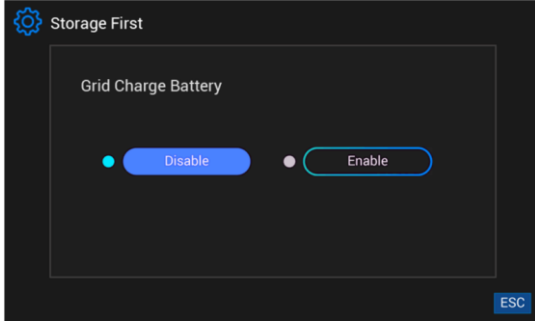 Storage First
Grid Charge Battery
Disable
Enable
ESC